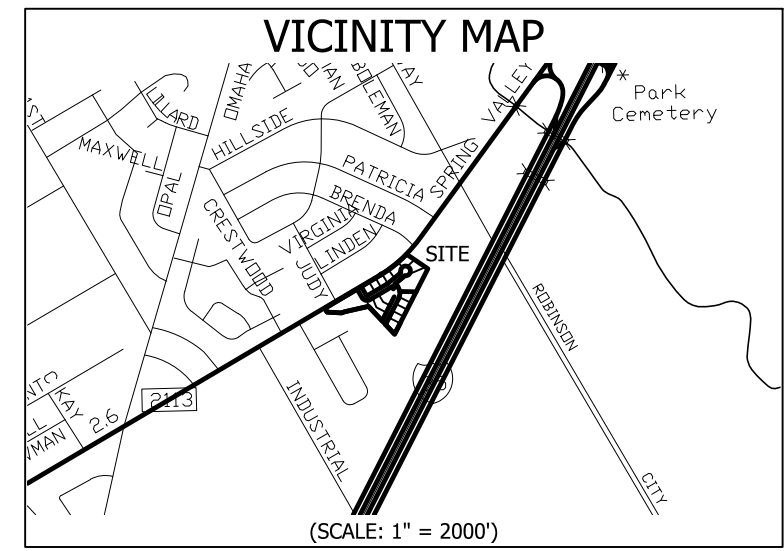 VICINITY MAP
Park
Cemetery
VALLEY
SPRING
OMAHA
BOLEMAN
LILLARD
HILLSIDE
MAXWELL
OPAL
PATRICIA
BRENDA
CRESTWOOD
VIRGINIA
LINDEN
JUDY
SITE
ROBINSON
INDUSTRIAL
2113
KAY
2.6
CITY
(SCALE: 1" = 2000')